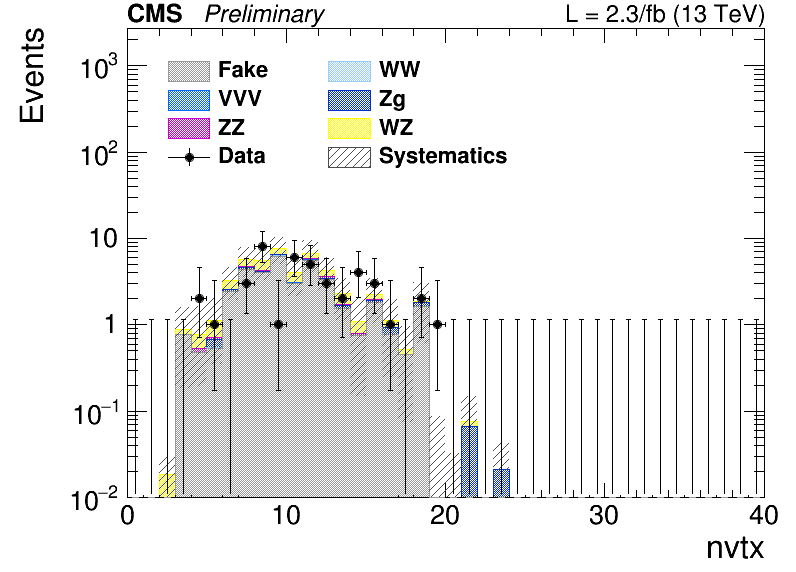 CMS Preliminary L = 2.3/fb (13 TeV)
Events
10³
10²
10
1
10⁻¹
10⁻²
Fake WW
VVV Zg
ZZ WZ
Data Systematics
0 10 20 30 40
nvtx